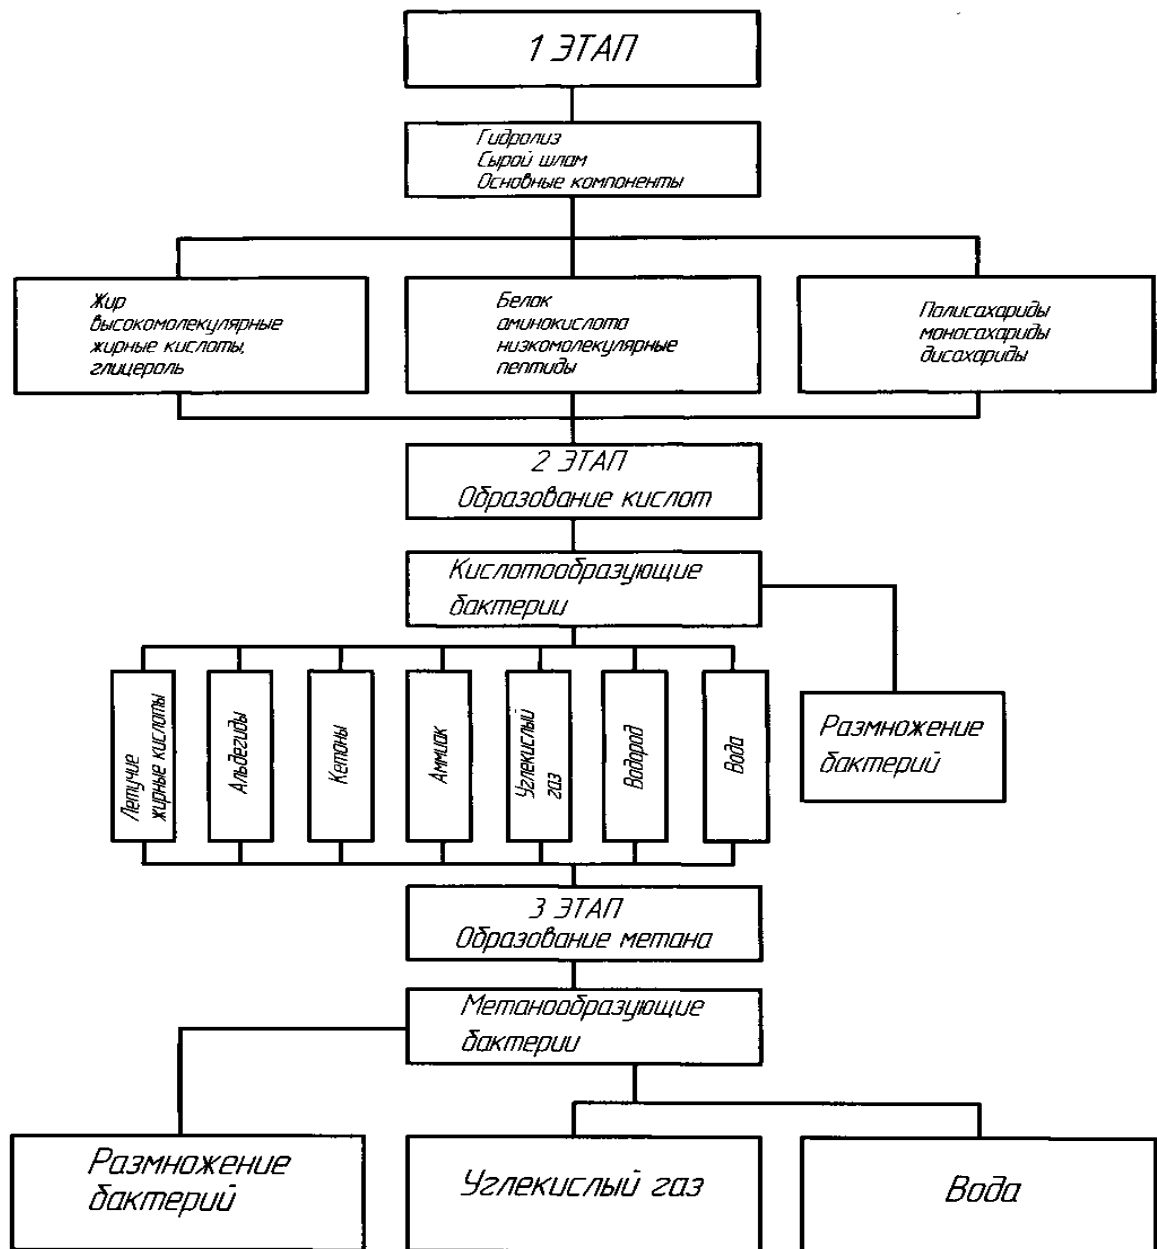 1 ЭТАП
Гидролиз
Сырой шлам
Основные компоненты
Жир
высокомолекулярные
жирные кислоты,
глицероль
Белок
аминокислота
низкомолекулярные
пептиды
Полисахариды
моносахариды
дисахариды
2 ЭТАП
Образование кислот
Кислотообразующие
бактерии
Летучие
жирные кислоты
Альдегиды
Кетоны
Аммиак
Углекислый
газ
Водород
Вода
Размножение
бактерий
3 ЭТАП
Образование метана
Метанообразующие
бактерии
Размножение
бактерий
Углекислый газ
Вода